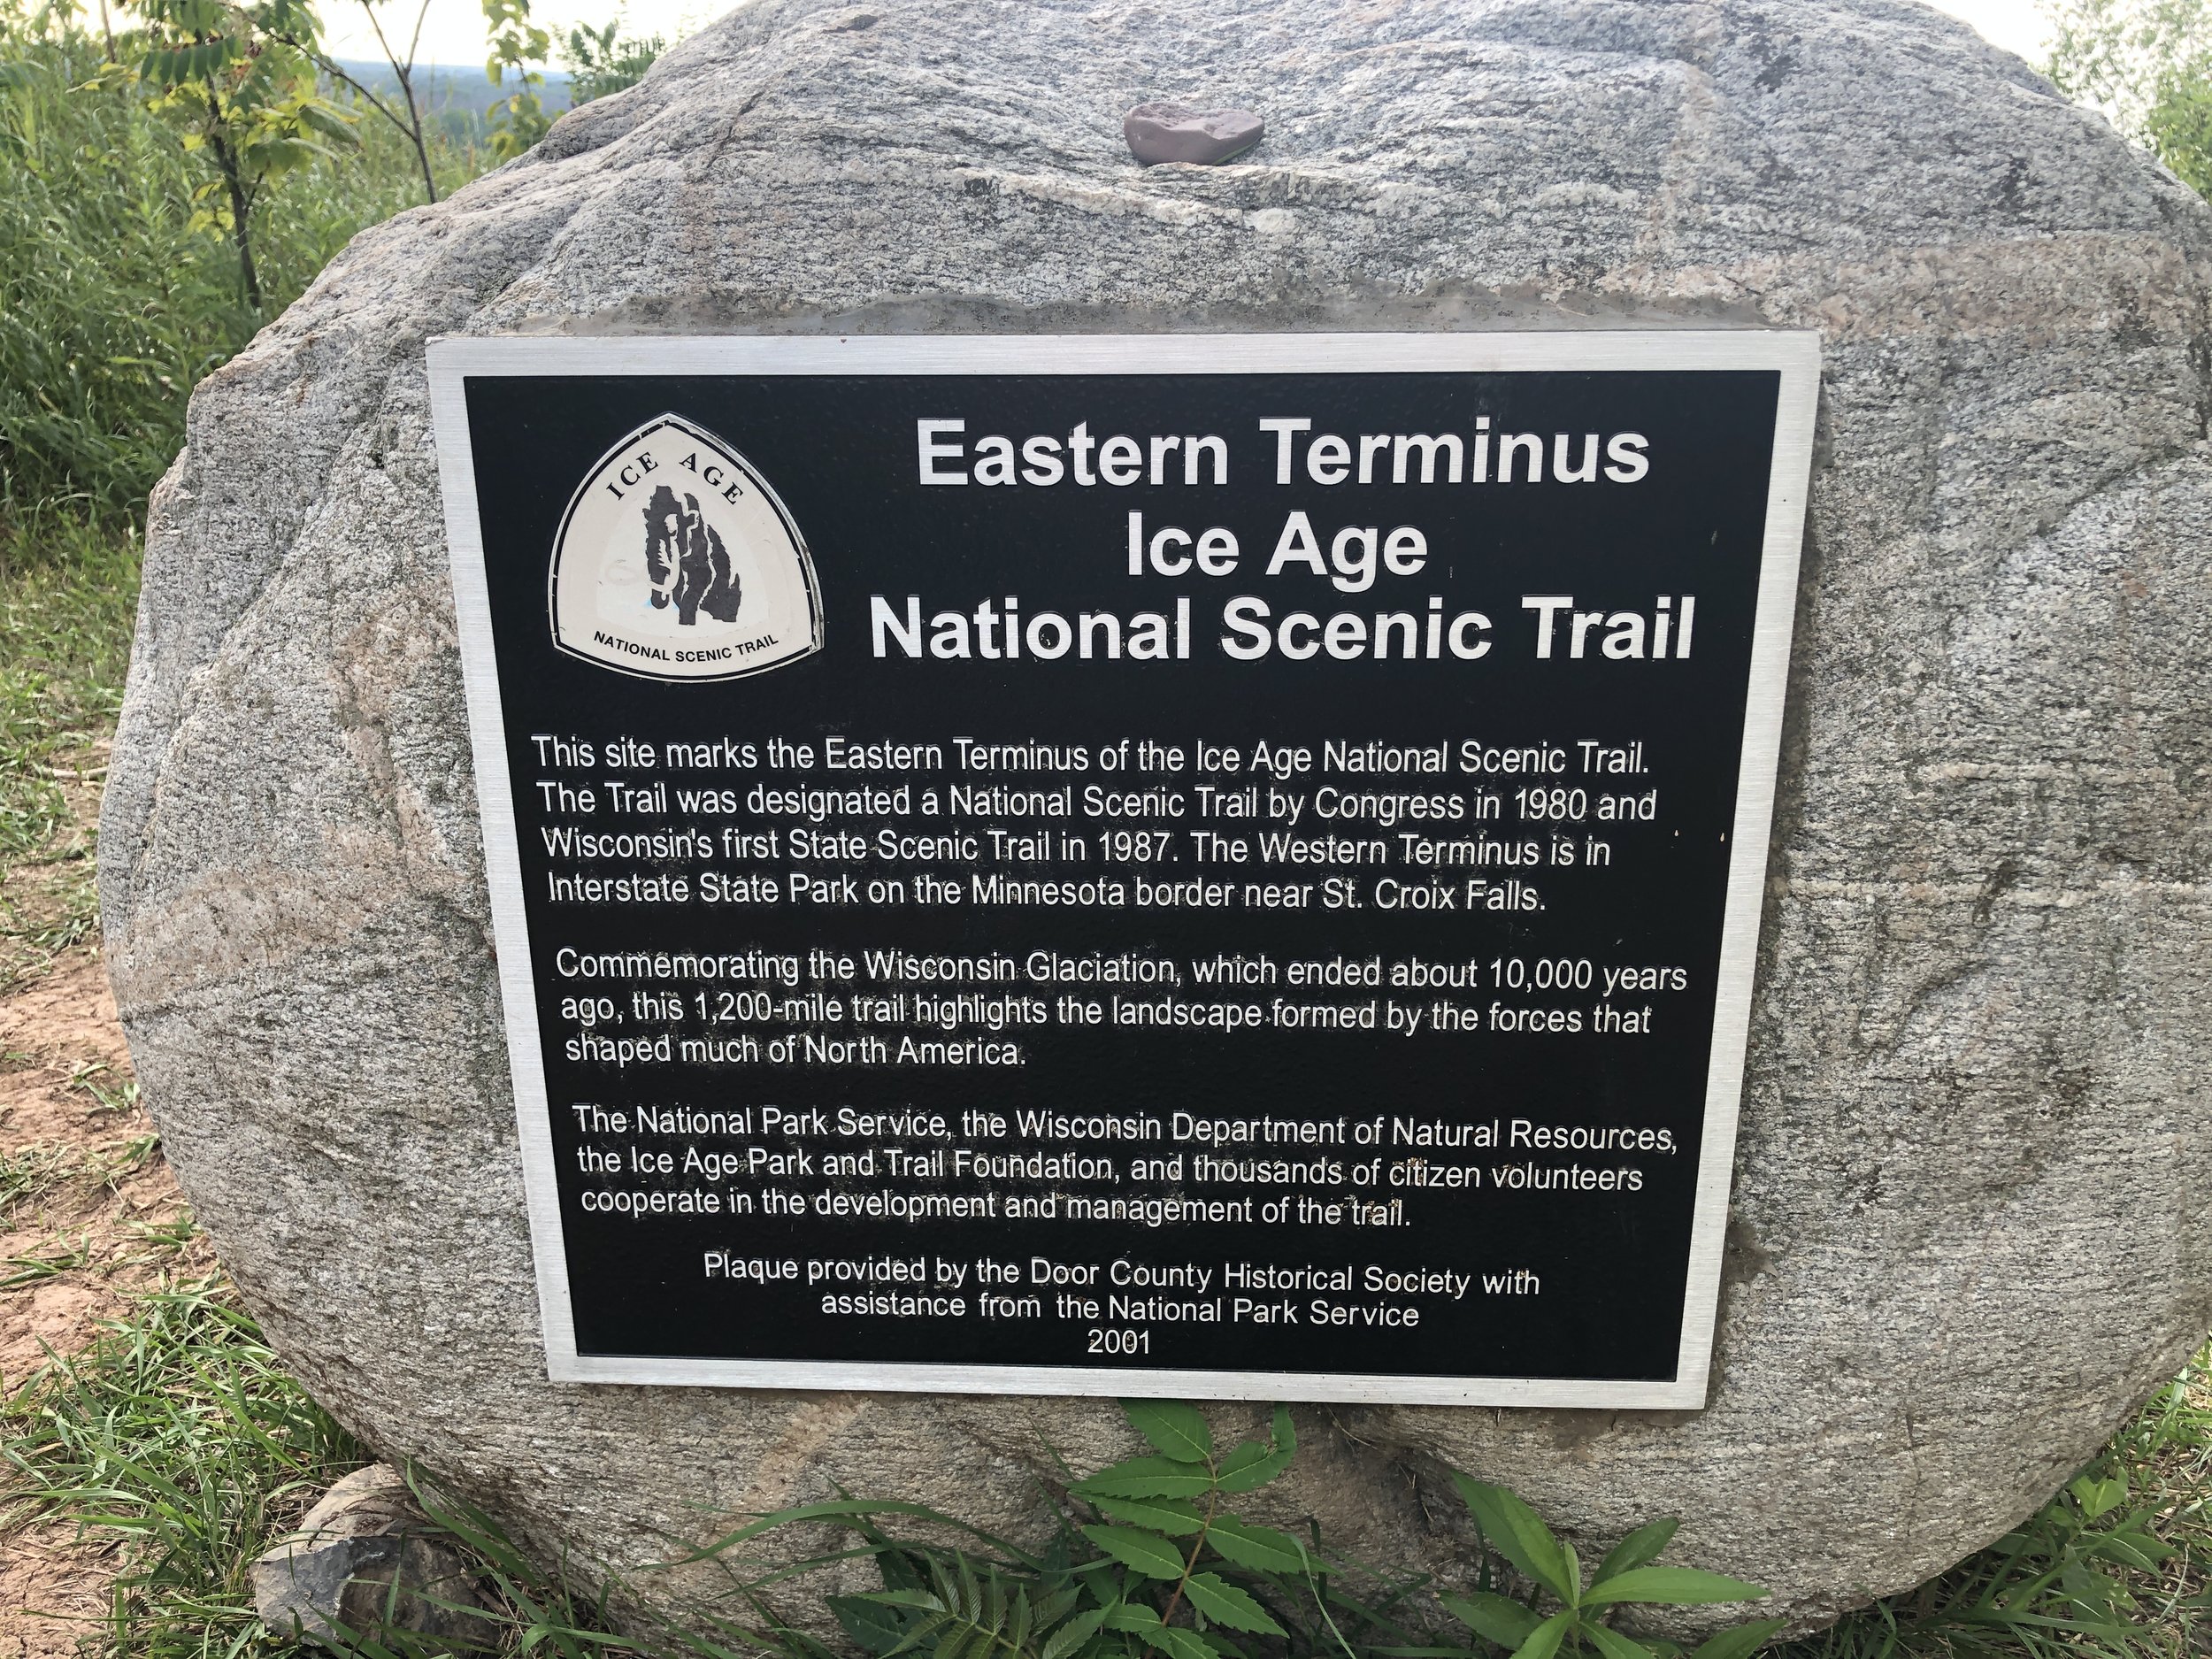 ICE AGE
NATIONAL SCENIC TRAIL
Eastern Terminus
Ice Age
National Scenic Trail
This site marks the Eastern Terminus of the Ice Age National Scenic Trail.
The Trail was designated a National Scenic Trail by Congress in 1980 and
Wisconsin's first State Scenic Trail in 1987. The Western Terminus is in
Interstate State Park on the Minnesota border near St. Croix Falls.
Commemorating the Wisconsin Glaciation, which ended about 10,000 years
ago, this 1,200-mile trail highlights the landscape formed by the forces that
shaped much of North America.
The National Park Service, the Wisconsin Department of Natural Resources,
the Ice Age Park and Trail Foundation, and thousands of citizen volunteers
cooperate in the development and management of the trail.
Plaque provided by the Door County Historical Society with
assistance from the National Park Service
2001